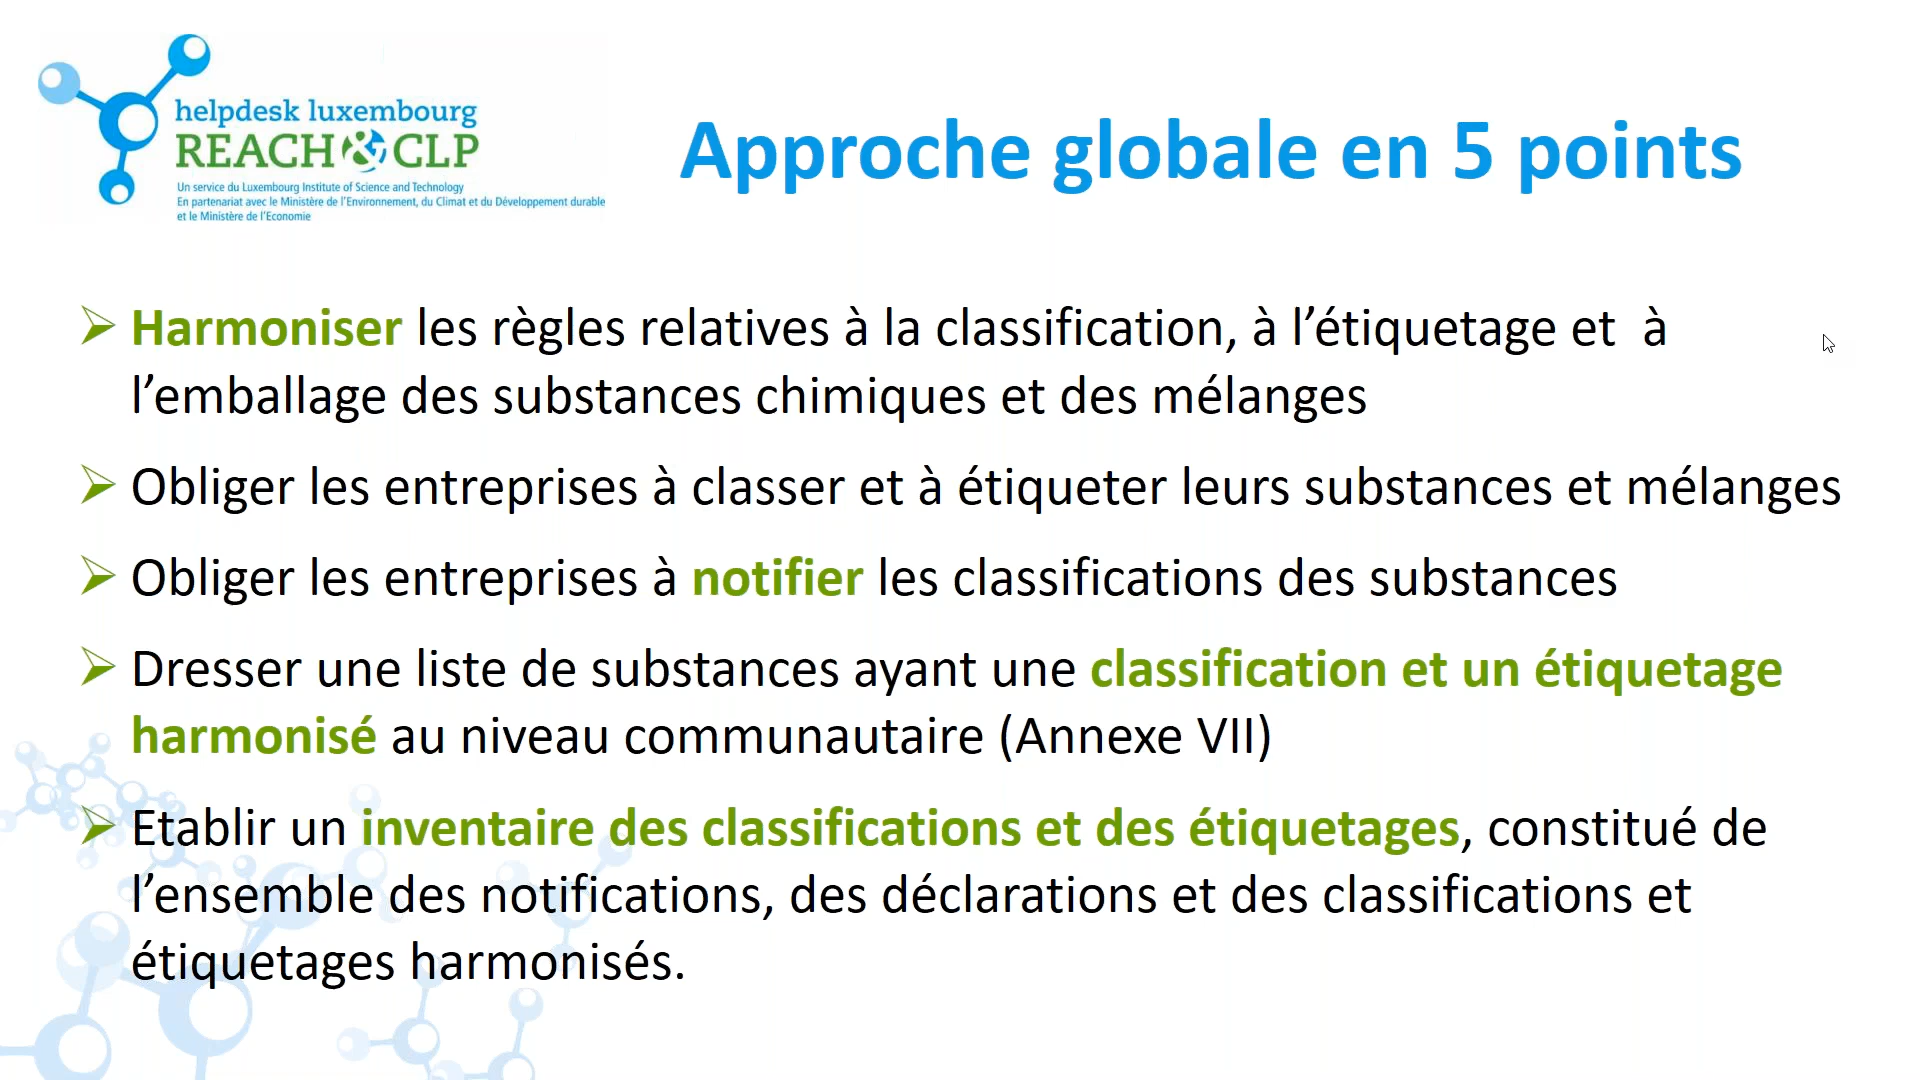 helpdesk luxembourg
REACH & CLP
Un service du Luxembourg Institute of Science and Technology
En partenariat avec le Ministère de l'Environnement, du Climat et du Développement durable
et le Ministère de l'Economie
Approche globale en 5 points
Harmoniser les règles relatives à la classification, à l’étiquetage et  à
l’emballage des substances chimiques et des mélanges
Obliger les entreprises à classer et à étiqueter leurs substances et mélanges
Obliger les entreprises à notifier les classifications des substances
Dresser une liste de substances ayant une classification et un étiquetage
harmonisé au niveau communautaire (Annexe VII)
Etablir un inventaire des classifications et des étiquetages, constitué de
l’ensemble des notifications, des déclarations et des classifications et
étiquetages harmonisés.